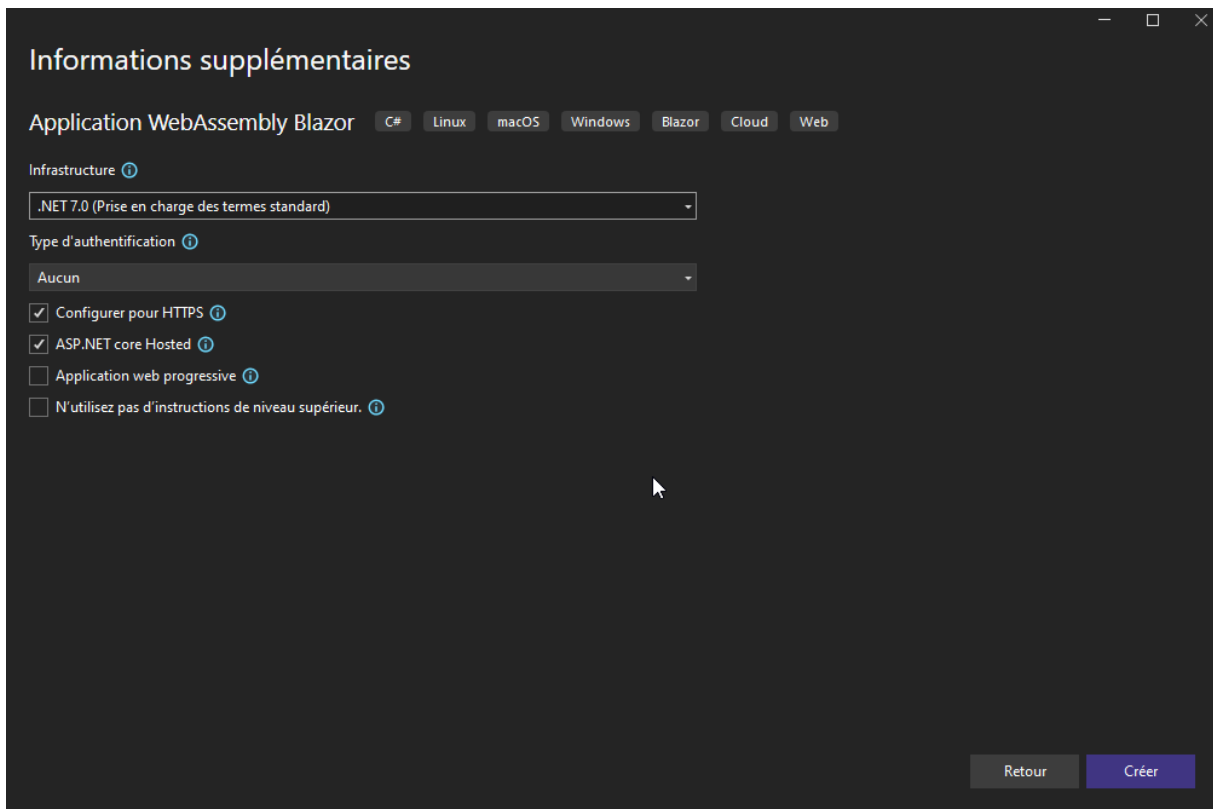 Informations supplémentaires
Application WebAssembly Blazor C# Linux macOS Windows Blazor Cloud Web
Infrastructure
.NET 7.0 (Prise en charge des termes standard)
Type d'authentification
Aucun
Configurer pour HTTPS
ASP.NET core Hosted
Application web progressive
N'utilisez pas d'instructions de niveau supérieur.
Retour Créer